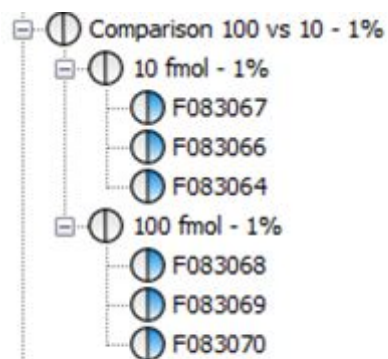 Comparison 100 vs 10 - 1%
10 fmol - 1%
F083067
F083066
F083064
100 fmol - 1%
F083068
F083069
F083070